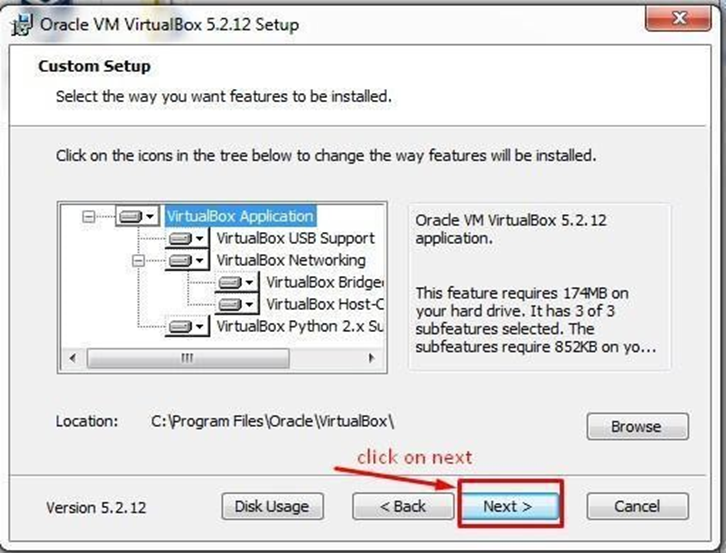 Oracle VM VirtualBox 5.2.12 Setup
Custom Setup
Select the way you want features to be installed.
Click on the icons in the tree below to change the way features will be installed.
VirtualBox Application
VirtualBox USB Support
VirtualBox Networking
VirtualBox Bridge
VirtualBox Host-C
VirtualBox Python 2.x Su
Oracle VM VirtualBox 5.2.12
application.
This feature requires 174MB on
your hard drive. It has 3 of 3
subfeatures selected. The
subfeatures require 852KB on yo...
Location: C:\Program Files\Oracle\VirtualBox\
Browse
click on next
Version 5.2.12 Disk Usage < Back Next > Cancel